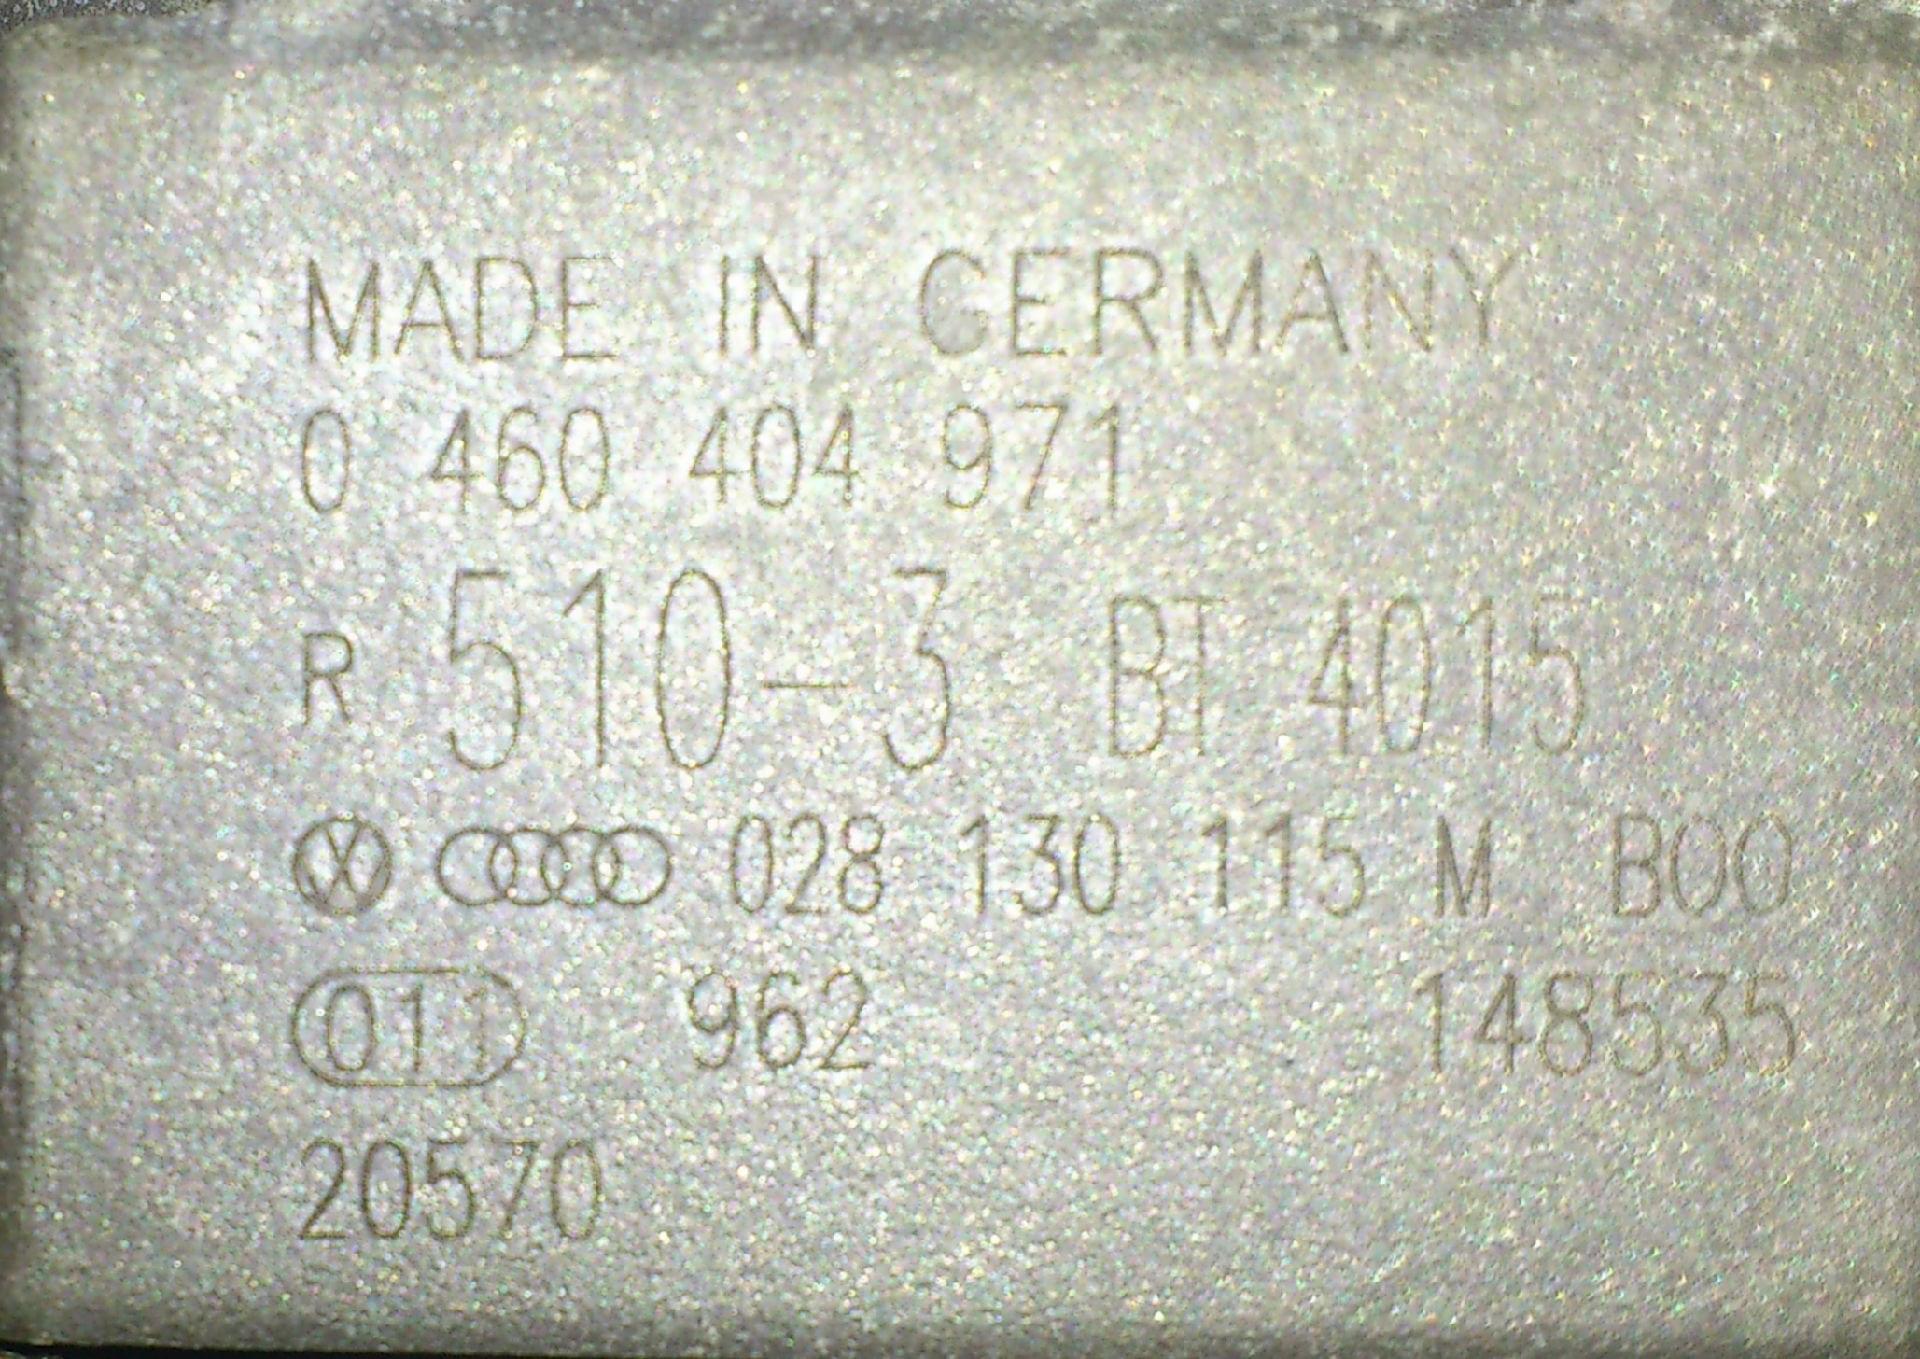 MADE IN GERMANY
0 460 404 971
R 510-3 BT 4015
028 130 115 M B00
011 962 148535
20570